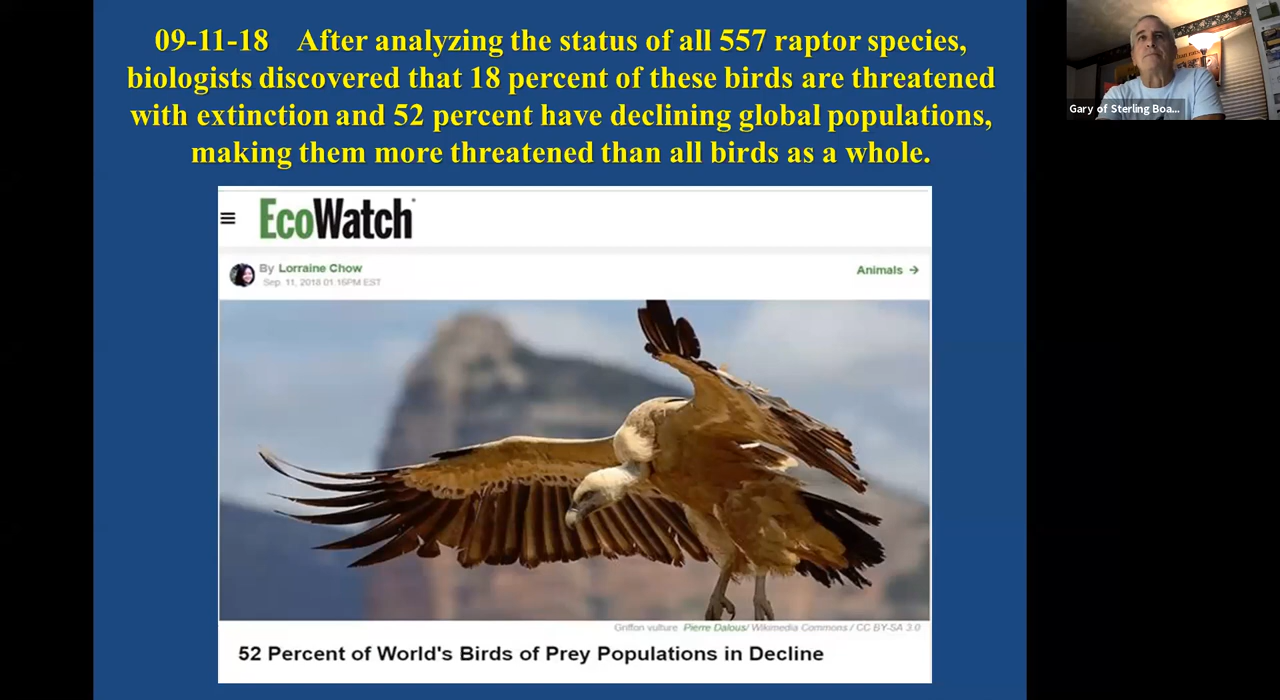 09-11-18 After analyzing the status of all 557 raptor species,
biologists discovered that 18 percent of these birds are threatened
with extinction and 52 percent have declining global populations,
making them more threatened than all birds as a whole.
Gary of Sterling Boa...
EcoWatch
By Lorraine Chow
Sep. 11, 2018 01:16PM EST
Animals →
Griffon vulture. Pierre Dalous/ Wikimedia Commons / CC BY-SA 3.0
52 Percent of World's Birds of Prey Populations in Decline